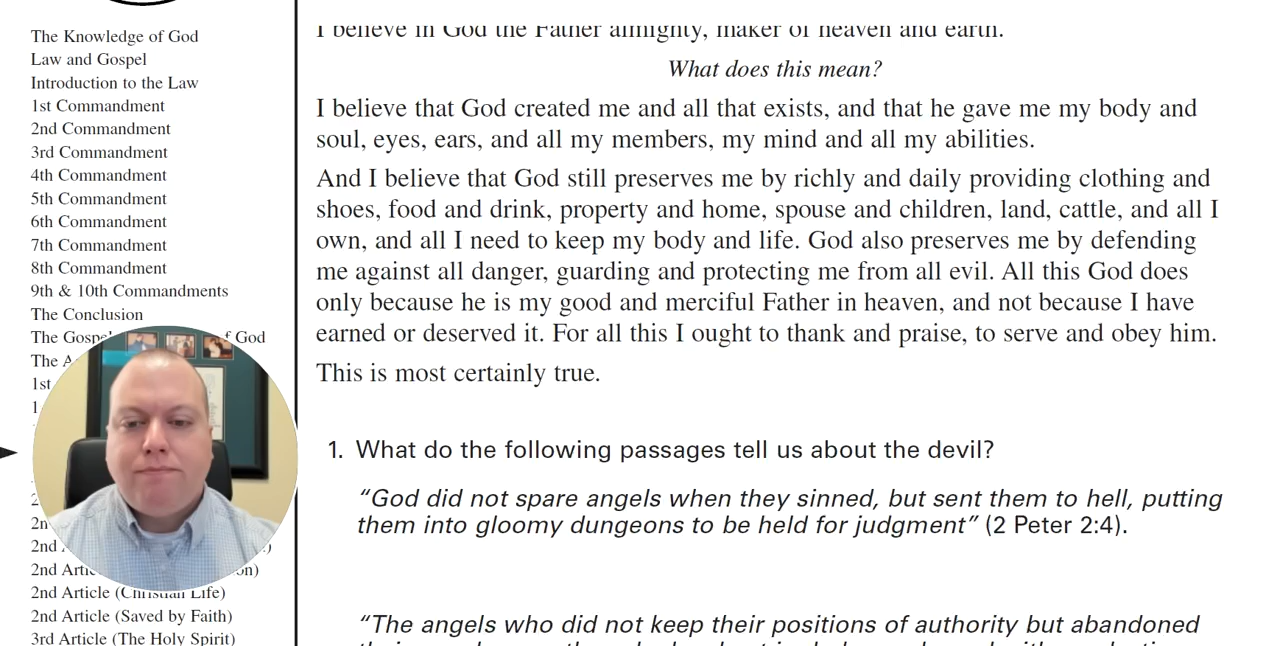 The Knowledge of God
Law and Gospel
Introduction to the Law
1st Commandment
2nd Commandment
3rd Commandment
4th Commandment
5th Commandment
6th Commandment
7th Commandment
8th Commandment
9th & 10th Commandments
The Conclusion
The Gospel of God
The A
1st
1
2
2n
2nd A
2nd Artic on)
2nd Article (Christian Life)
2nd Article (Saved by Faith)
3rd Article (The Holy Spirit)
I believe in God the Father almighty, maker of heaven and earth.
What does this mean?
I believe that God created me and all that exists, and that he gave me my body and
soul, eyes, ears, and all my members, my mind and all my abilities.
And I believe that God still preserves me by richly and daily providing clothing and
shoes, food and drink, property and home, spouse and children, land, cattle, and all I
own, and all I need to keep my body and life. God also preserves me by defending
me against all danger, guarding and protecting me from all evil. All this God does
only because he is my good and merciful Father in heaven, and not because I have
earned or deserved it. For all this I ought to thank and praise, to serve and obey him.
This is most certainly true.
1. What do the following passages tell us about the devil?
“God did not spare angels when they sinned, but sent them to hell, putting
them into gloomy dungeons to be held for judgment” (2 Peter 2:4).
“The angels who did not keep their positions of authority but abandoned